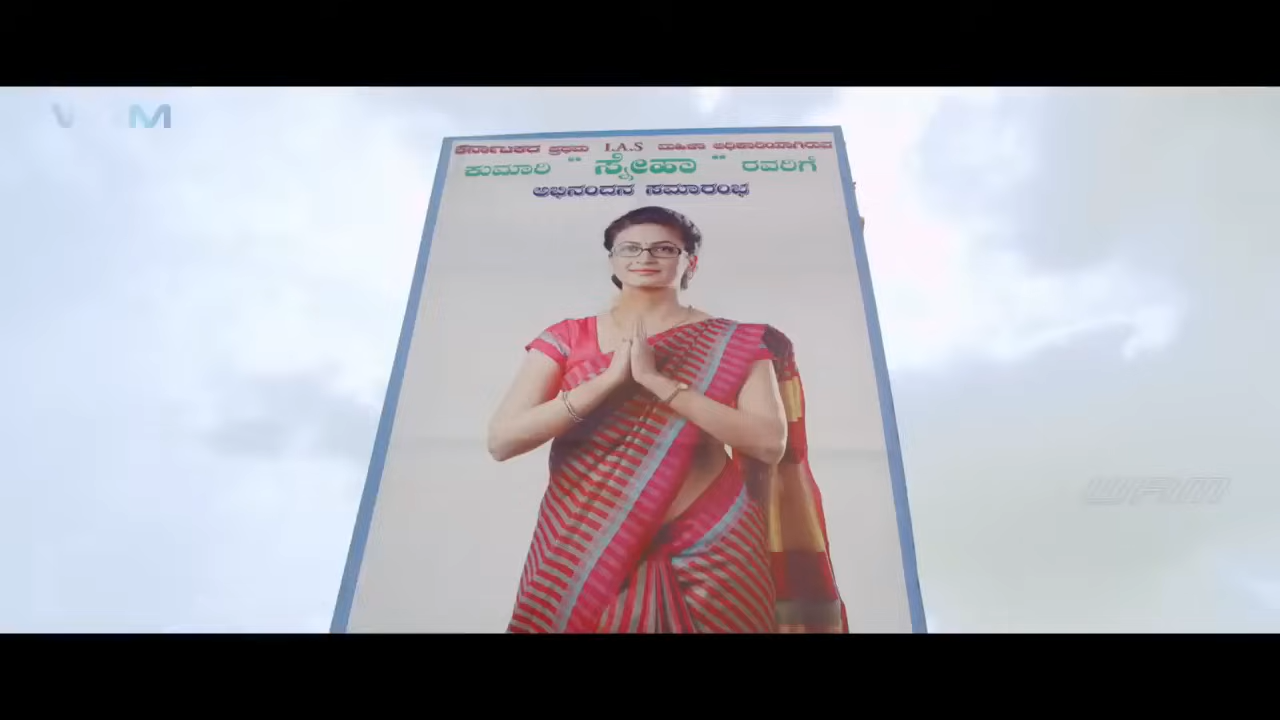 ಕರ್ನಾಟಕದ ಪ್ರಥಮ I.A.S ಮಹಿಳಾ ಅಧಿಕಾರಿಯಾಗಿರುವ
ಕುಮಾರಿ "ಸ್ನೇಹಾ" ರವರಿಗೆ
ಅಭಿನಂದನ ಸಮಾರಂಭ